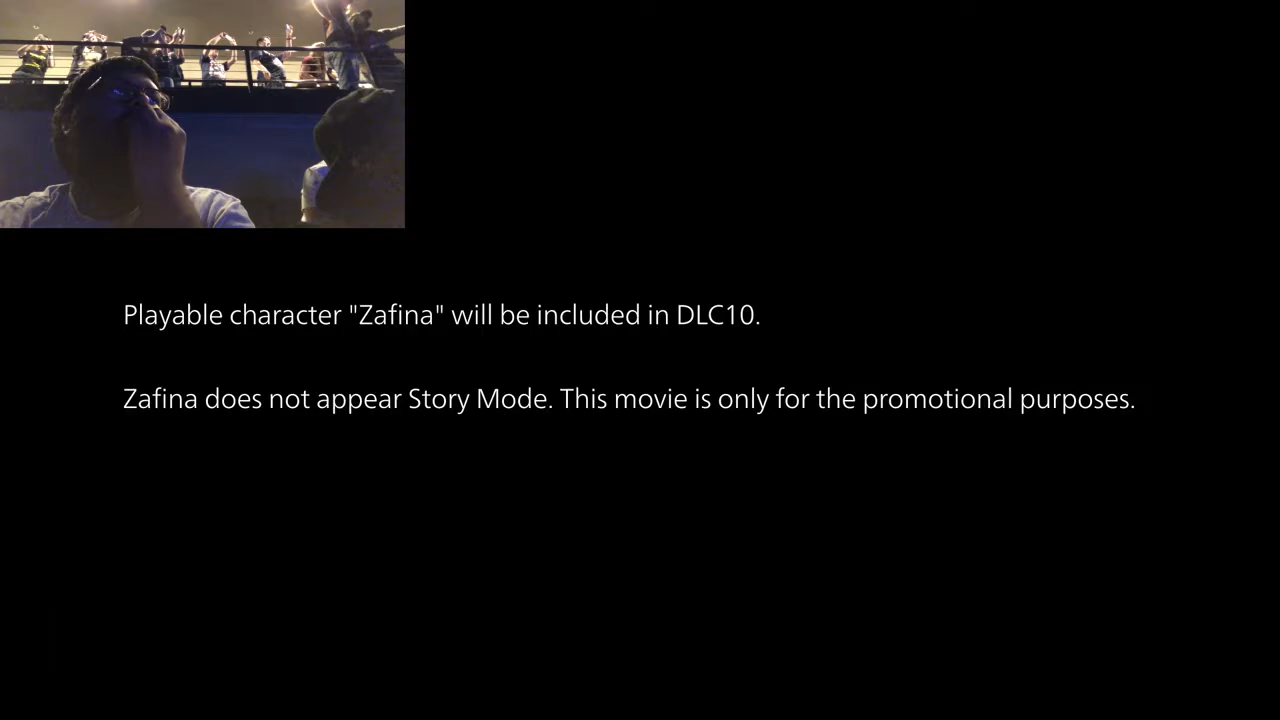 Playable character "Zafina" will be included in DLC10.
Zafina does not appear Story Mode. This movie is only for the promotional purposes.